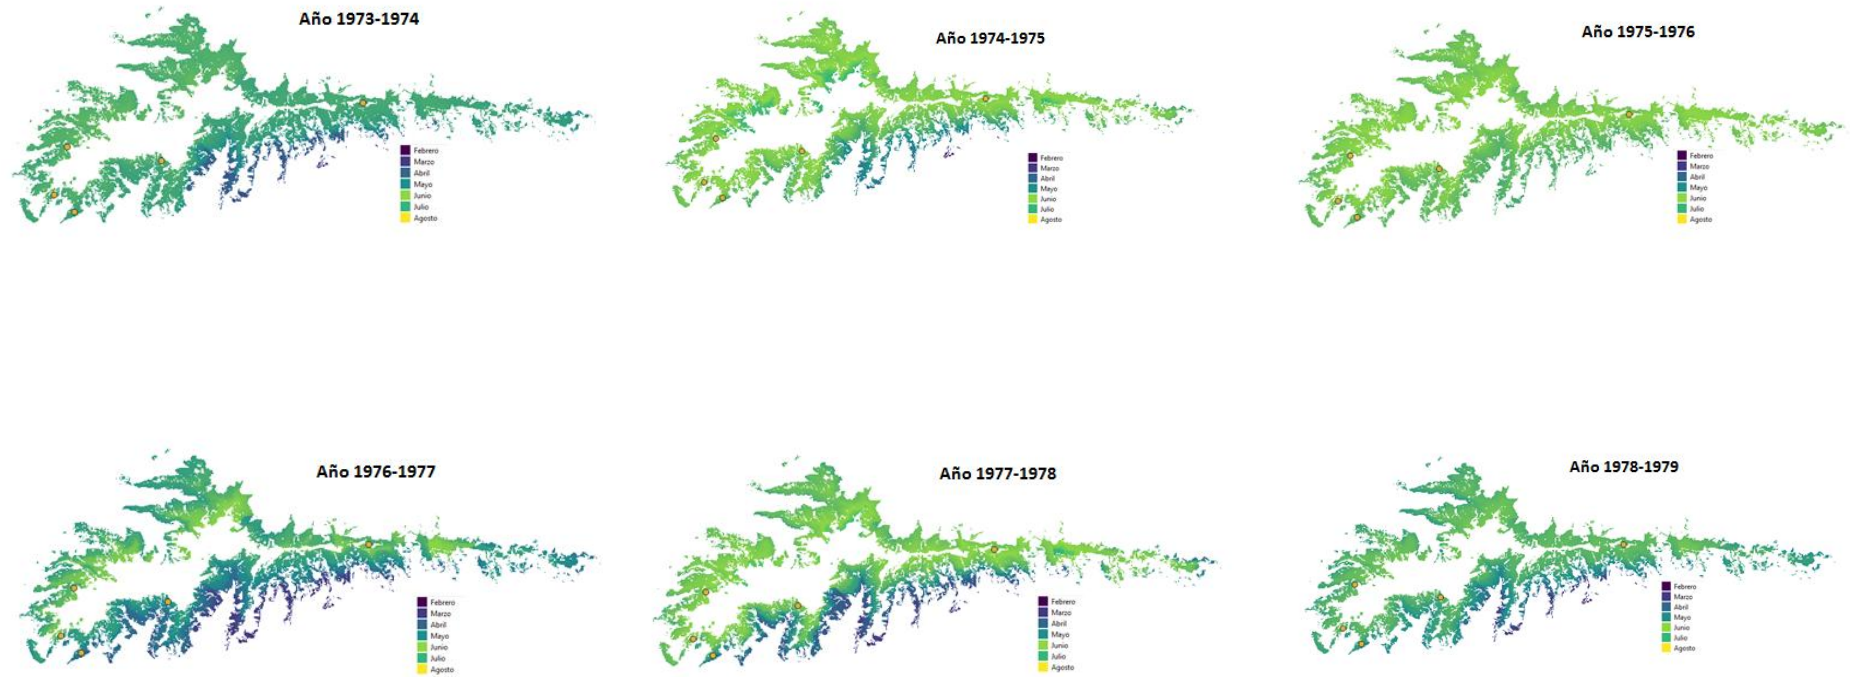 Año 1973-1974
Febrero
Marzo
Abril
Mayo
Junio
Julio
Agosto
Año 1974-1975
Febrero
Marzo
Abril
Mayo
Junio
Julio
Agosto
Año 1975-1976
Febrero
Marzo
Abril
Mayo
Junio
Julio
Agosto
Año 1976-1977
Febrero
Marzo
Abril
Mayo
Junio
Julio
Agosto
Año 1977-1978
Febrero
Marzo
Abril
Mayo
Junio
Julio
Agosto
Año 1978-1979
Febrero
Marzo
Abril
Mayo
Junio
Julio
Agosto